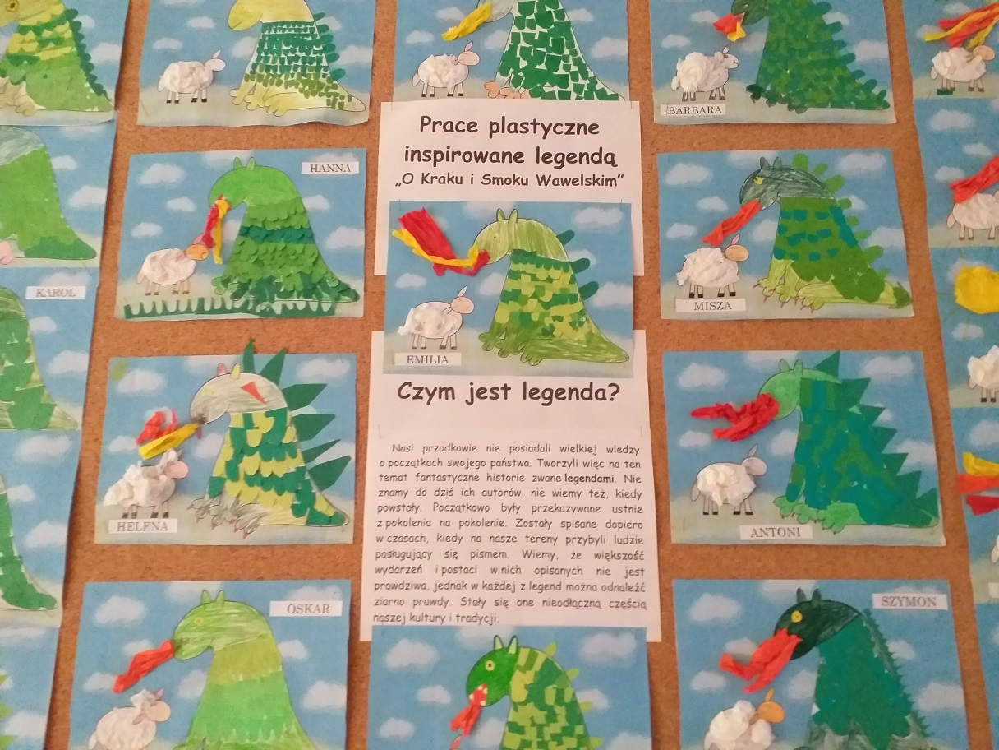 BARBARA
Prace plastyczne
inspirowane legendą
„O Kraku i Smoku Wawelskim”
HANNA
KAROL
MISZA
EMILIA
Czym jest legenda?
Nasi przodkowie nie posiadali wielkiej wiedzy
o początkach swojego państwa. Tworzyli więc na ten
temat fantastyczne historie zwane legendami. Nie
znamy do dziś ich autorów, nie wiemy też, kiedy
powstały. Początkowo były przekazywane ustnie
z pokolenia na pokolenie. Zostały spisane dopiero
w czasach, kiedy na nasze tereny przybyli ludzie
posługujący się pismem. Wiemy, że większość
wydarzeń i postaci w nich opisanych nie jest
prawdziwa, jednak w każdej z legend można odnaleźć
ziarno prawdy. Stały się one nieodłączną częścią
naszej kultury i tradycji.
HELENA
ANTONI
OSKAR
SZYMON